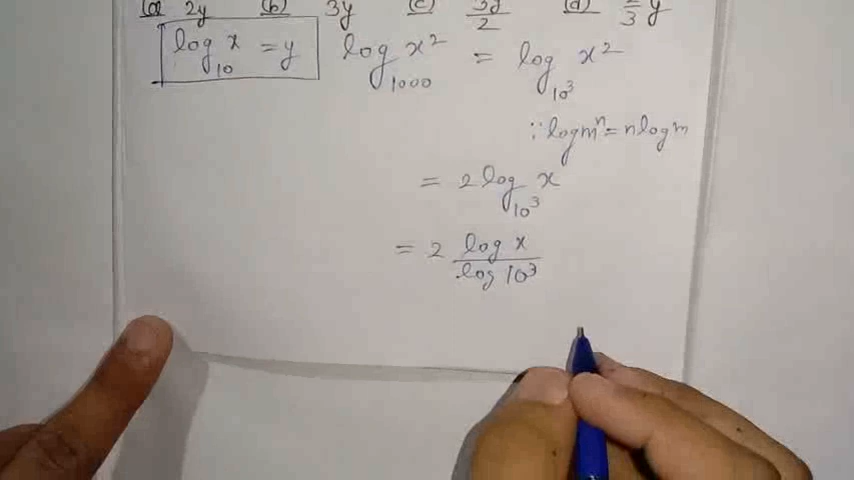 (a) 2y (b) 3y (c) 3y/2 (d) 2/3 y
log₁₀ x = y log₁₀₀₀ x² = log₁₀³ x²
∵ log mⁿ = n log m
= 2 log₁₀³ x
= 2 log x / log 10³